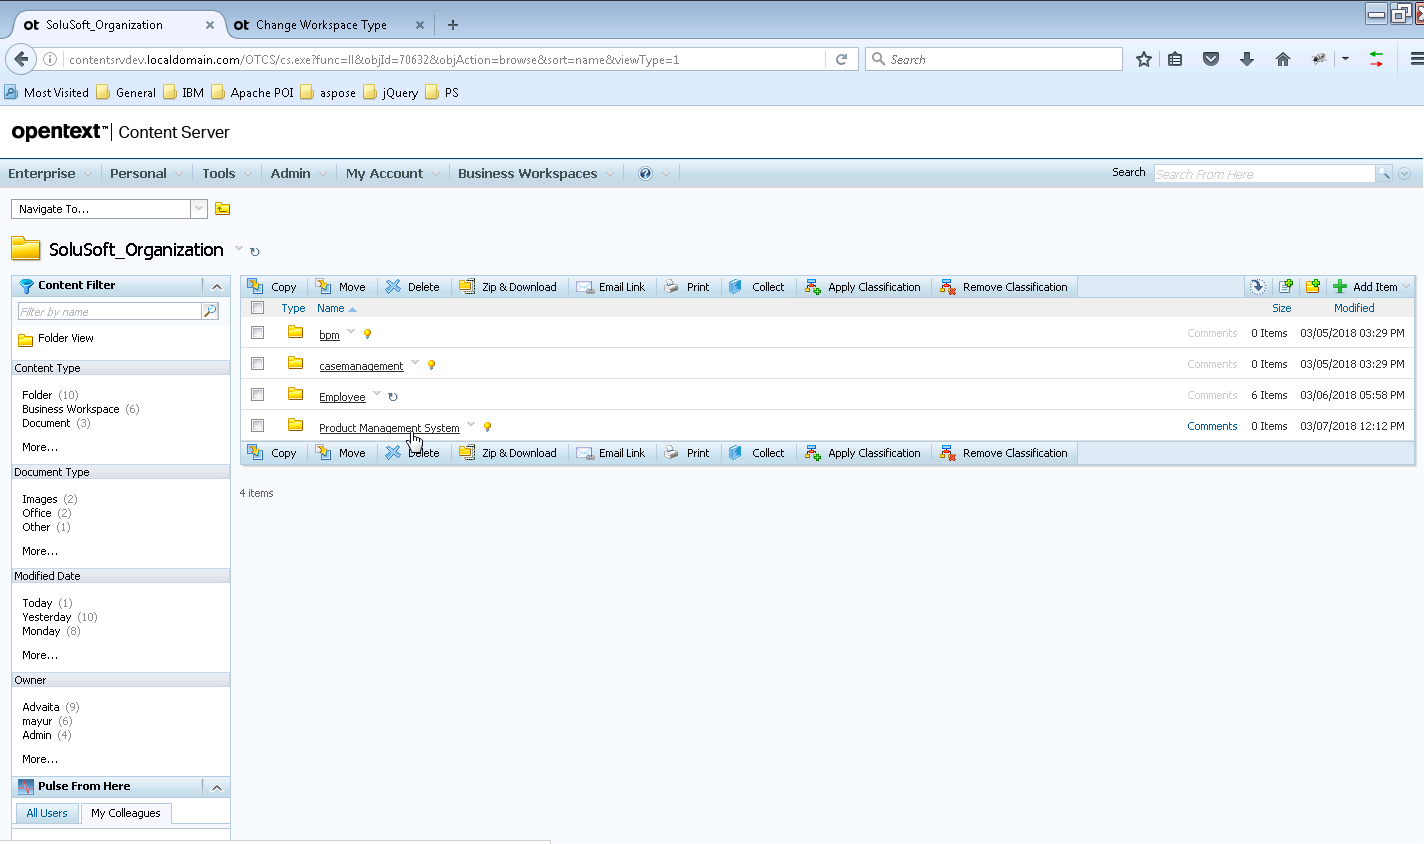 SoluSoft_Organization × Change Workspace Type × +
contentsrvdev.localdomain.com/OTCS/cs.exe?func=ll&objId=70632&objAction=browse&sort=name&viewType=1 Search
Most Visited General IBM Apache POI aspose jQuery PS
opentext™ | Content Server
Enterprise Personal Tools Admin My Account Business Workspaces ? Search Search From Here
Navigate To...
SoluSoft_Organization
Content Filter
Filter by name
Folder View
Content Type
Folder (10)
Business Workspace (6)
Document (3)
More...
Document Type
Images (2)
Office (2)
Other (1)
More...
Modified Date
Today (1)
Yesterday (10)
Monday (8)
More...
Owner
Advaita (9)
mayur (6)
Admin (4)
More...
Pulse From Here
All Users My Colleagues
Copy Move Delete Zip & Download Email Link Print Collect Apply Classification Remove Classification Add Item
Type Name Size Modified
bpm Comments 0 Items 03/05/2018 03:29 PM
casemanagement Comments 0 Items 03/05/2018 03:29 PM
Employee Comments 6 Items 03/06/2018 05:58 PM
Product Management System Comments 0 Items 03/07/2018 12:12 PM
Copy Move Delete Zip & Download Email Link Print Collect Apply Classification Remove Classification
4 items